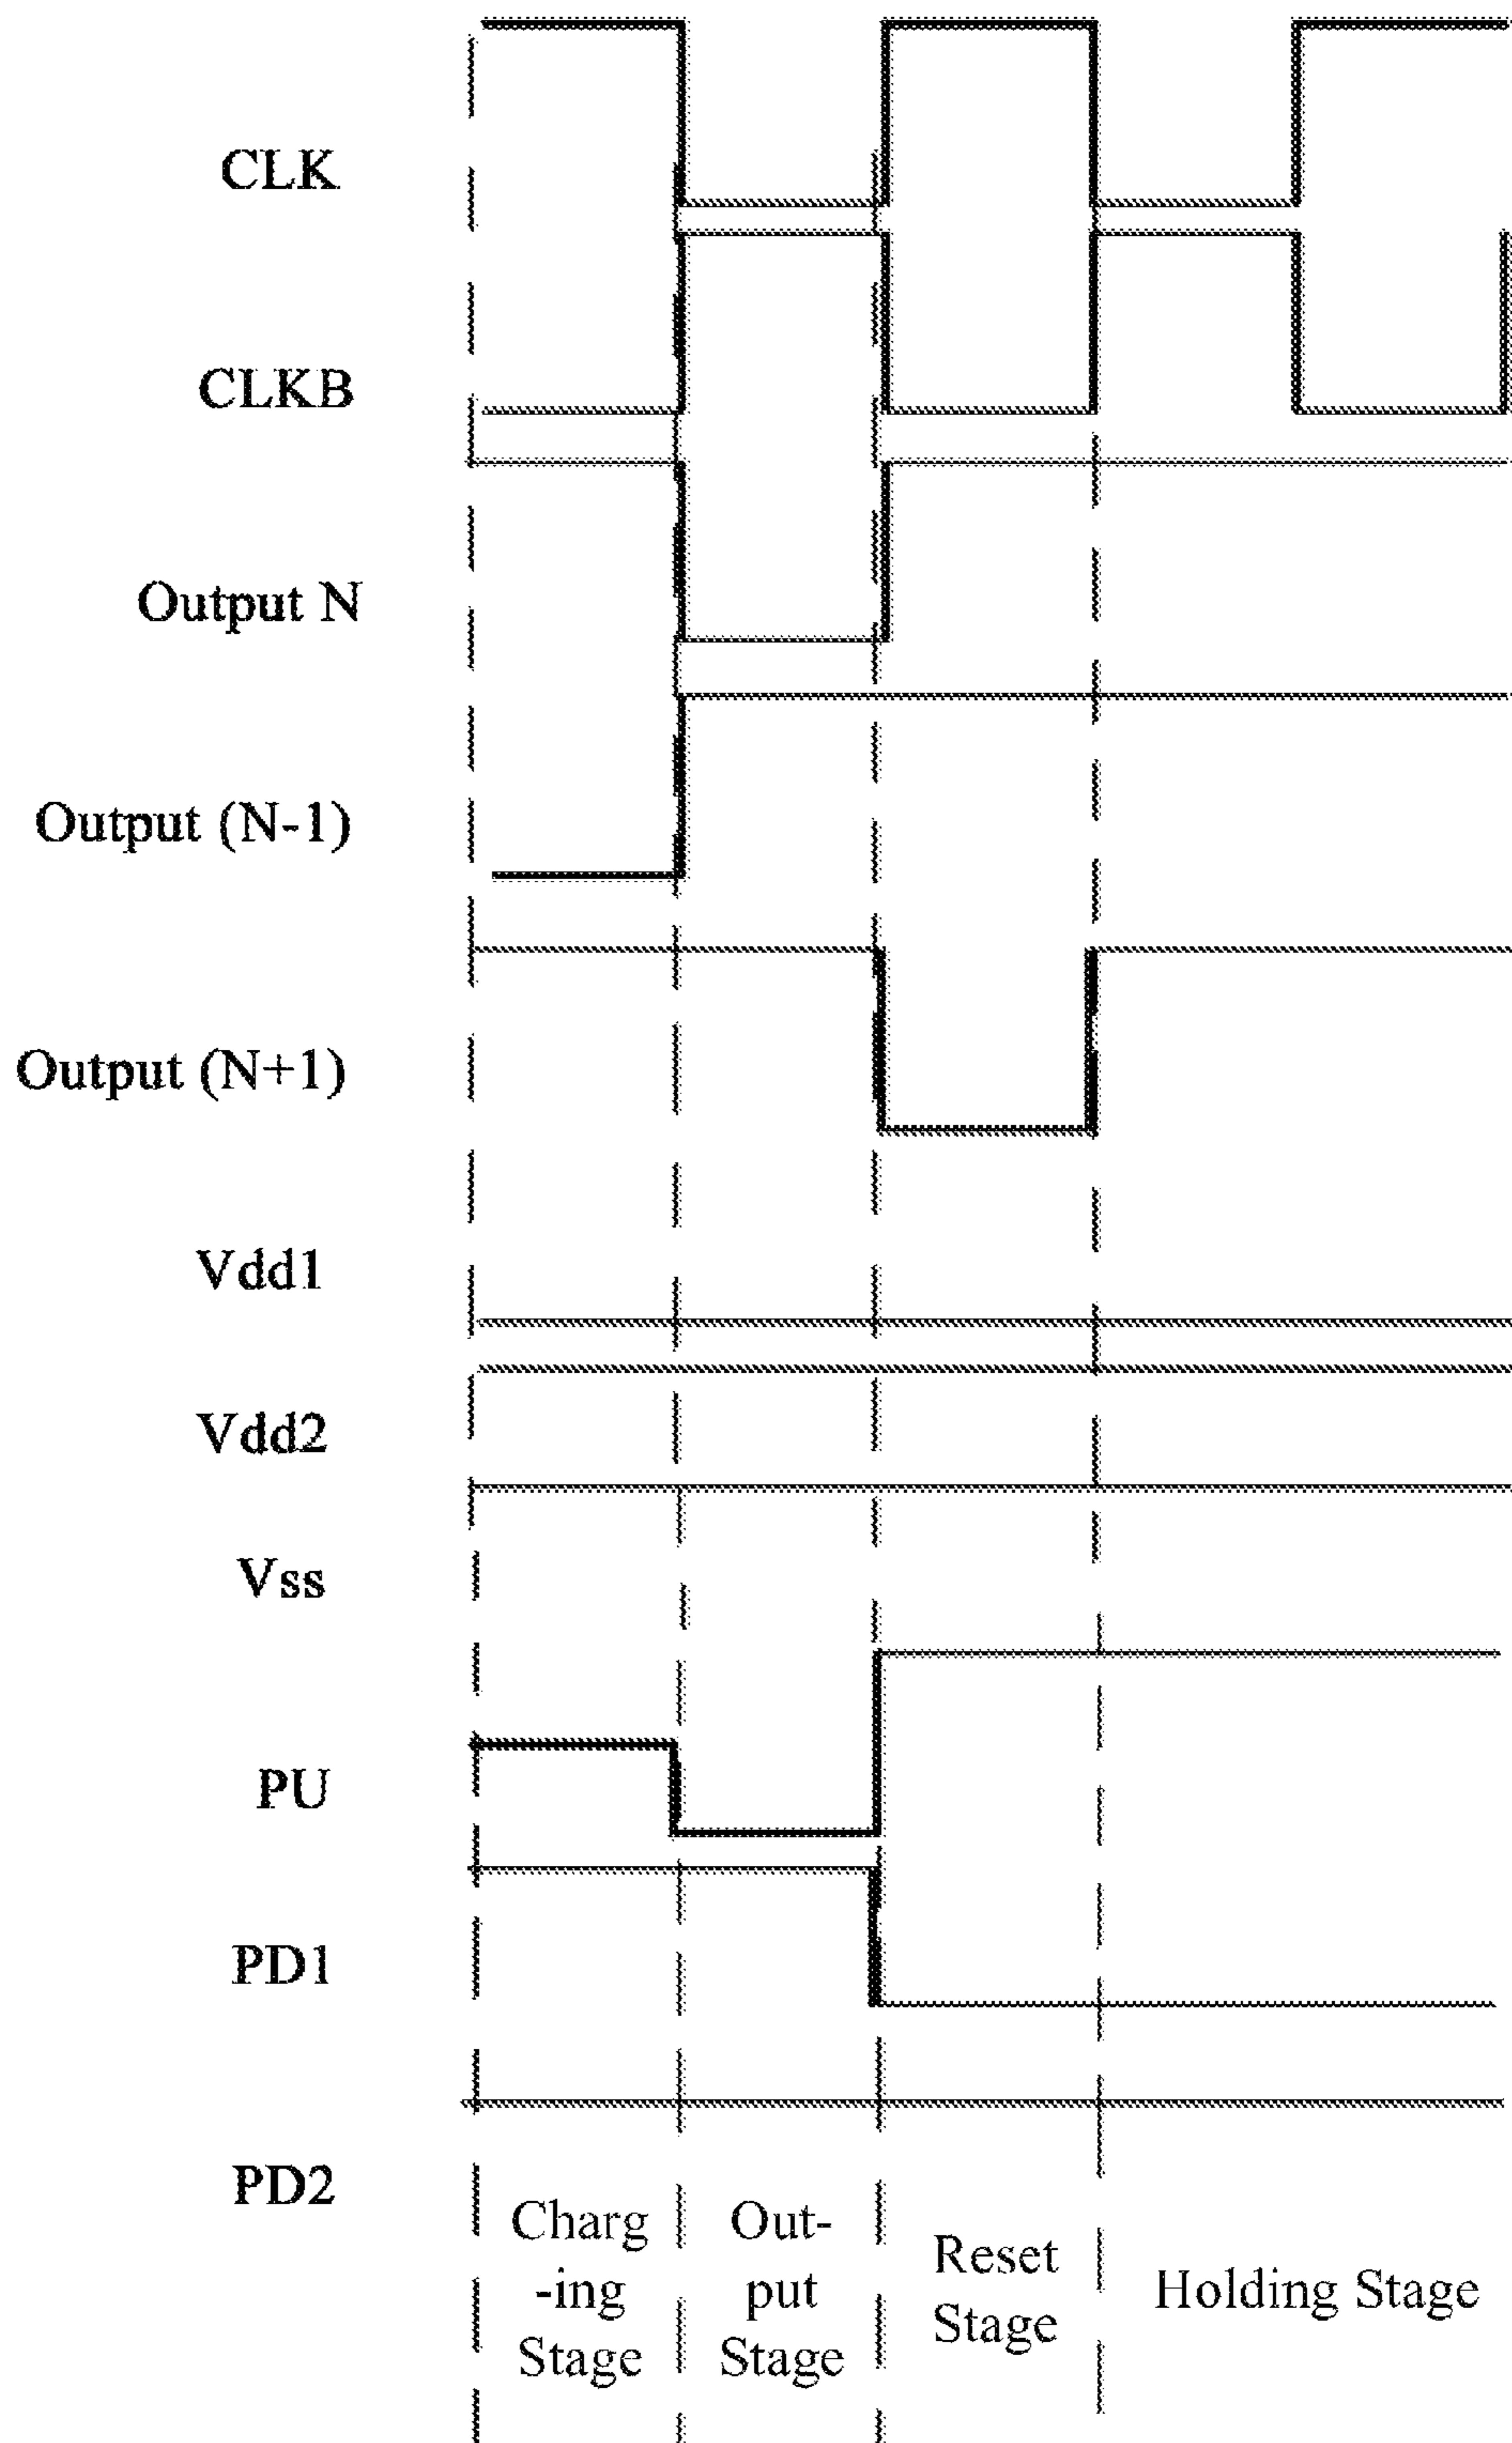 CLK
CLKB
Output N
Output (N-1)
Output (N+1)
Vdd1
Vdd2
Vss
PU
PD1
PD2
Charg
-ing
Stage
Out-
put
Stage
Reset
Stage
Holding Stage